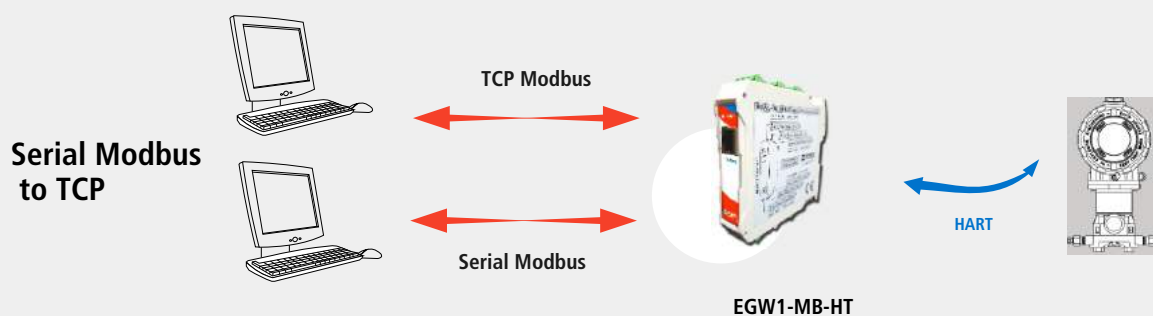 TCP Modbus
Serial Modbus
to TCP
Serial Modbus
HART
EGW1-MB-HT